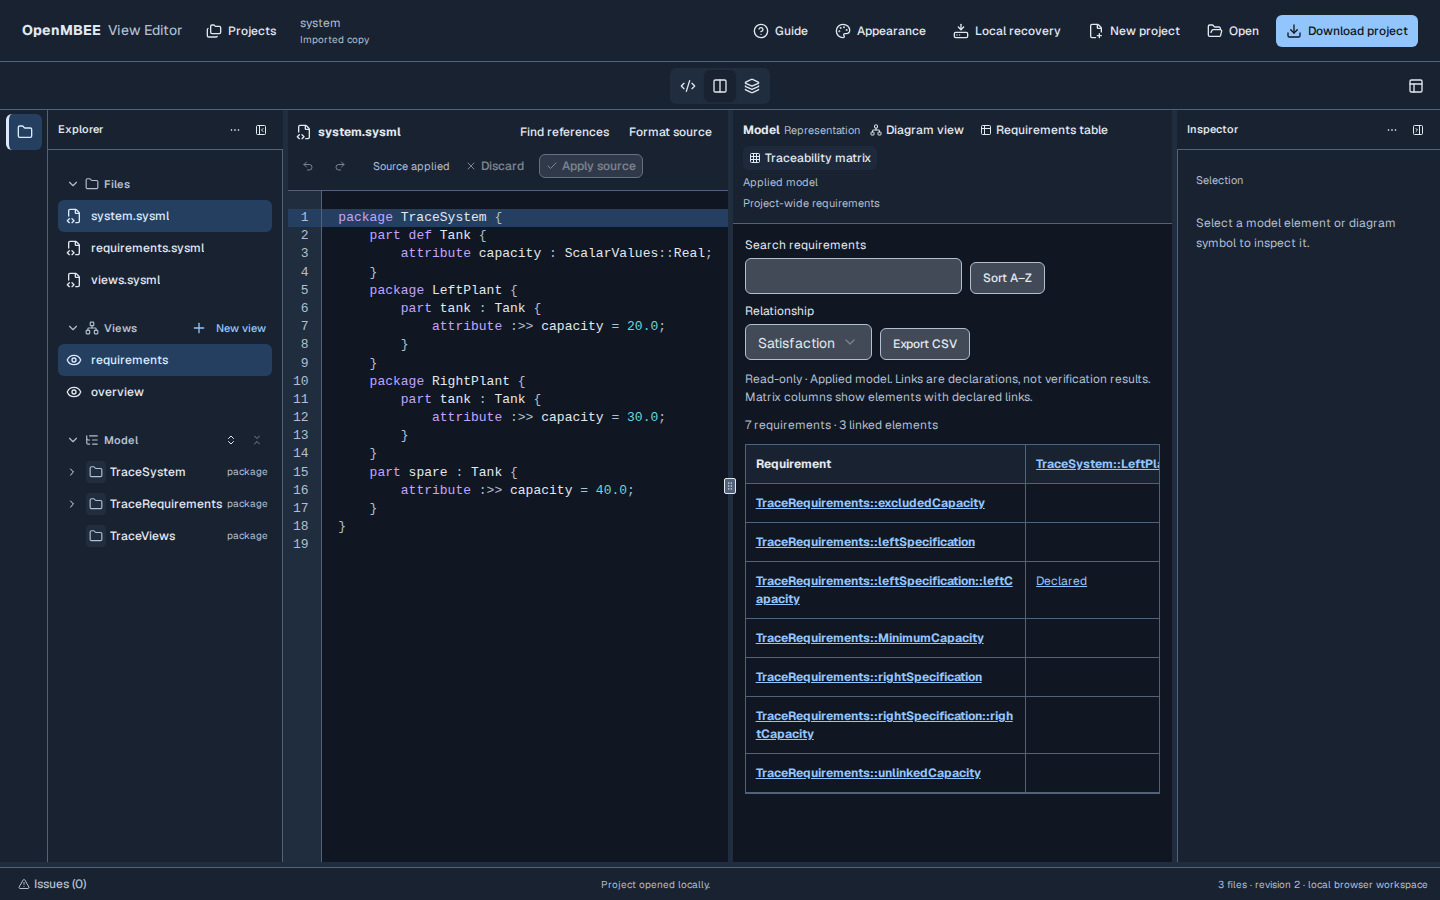 OpenMBEE View Editor
Projects
system
Imported copy
Guide
Appearance
Local recovery
New project
Open
Download project
Explorer
Files
system.sysml
requirements.sysml
views.sysml
Views
New view
requirements
overview
Model
TraceSystem package
TraceRequirements package
TraceViews package
system.sysml
Find references
Format source
Source applied
Discard
Apply source
1 package TraceSystem {
2 part def Tank {
3 attribute capacity : ScalarValues::Real;
4 }
5 package LeftPlant {
6 part tank : Tank {
7 attribute :>> capacity = 20.0;
8 }
9 }
10 package RightPlant {
11 part tank : Tank {
12 attribute :>> capacity = 30.0;
13 }
14 }
15 part spare : Tank {
16 attribute :>> capacity = 40.0;
17 }
18 }
19
Model Representation
Diagram view
Requirements table
Traceability matrix
Applied model
Project-wide requirements
Search requirements
Sort A–Z
Relationship
Satisfaction
Export CSV
Read-only · Applied model. Links are declarations, not verification results.
Matrix columns show elements with declared links.
7 requirements · 3 linked elements
Requirement
TraceSystem::LeftPla
TraceRequirements::excludedCapacity
TraceRequirements::leftSpecification
TraceRequirements::leftSpecification::leftC
apacity
Declared
TraceRequirements::MinimumCapacity
TraceRequirements::rightSpecification
TraceRequirements::rightSpecification::righ
tCapacity
TraceRequirements::unlinkedCapacity
Inspector
Selection
Select a model element or diagram
symbol to inspect it.
Issues (0)
Project opened locally.
3 files · revision 2 · local browser workspace